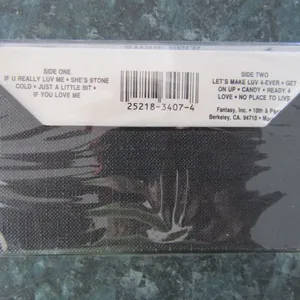 SIDE ONE
IF U REALLY LUV ME • SHE'S STONE
COLD • JUST A LITTLE BIT •
IF YOU LOVE ME
25218-3407-4
SIDE TWO
LET'S MAKE LUV 4-EVER • GET
ON UP • CANDY • READY 4
LOVE • NO PLACE TO LIVE
Fantasy, Inc. • 10th &
Berkeley, CA. 94710 •